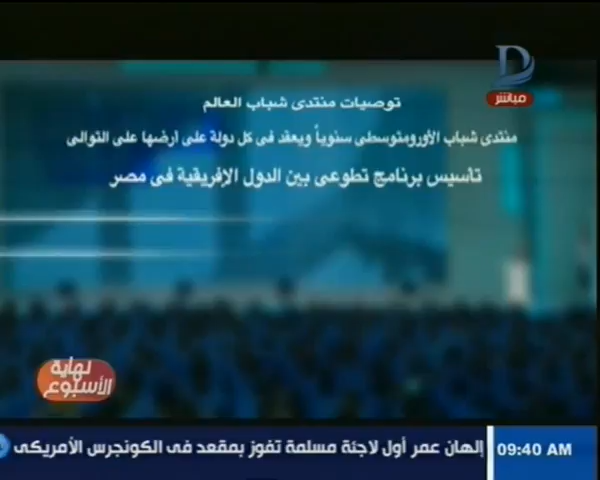 D
مباشر
توصيات منتدى شباب العالم
منتدى شباب الأورومتوسطى سنوياً ويعقد فى كل دولة على أرضها على التوالى
تأسيس برنامج تطوعى بين الدول الإفريقية فى مصر
لهاية
الأسبوع
إلهان عمر أول لاجئة مسلمة تفوز بمقعد فى الكونجرس الأمريكى
09:40 AM